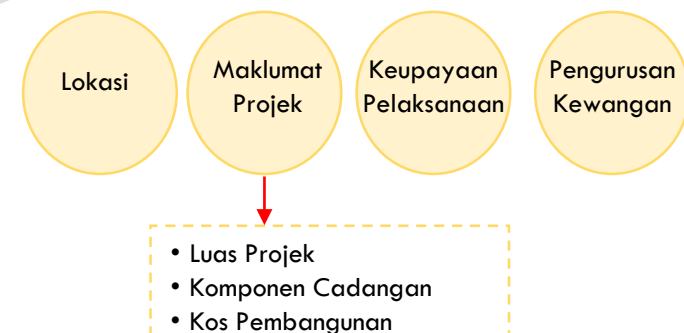 Lokasi
Maklumat
Projek
Keupayaan
Pelaksanaan
Pengurusan
Kewangan
• Luas Projek
• Komponen Cadangan
• Kos Pembangunan